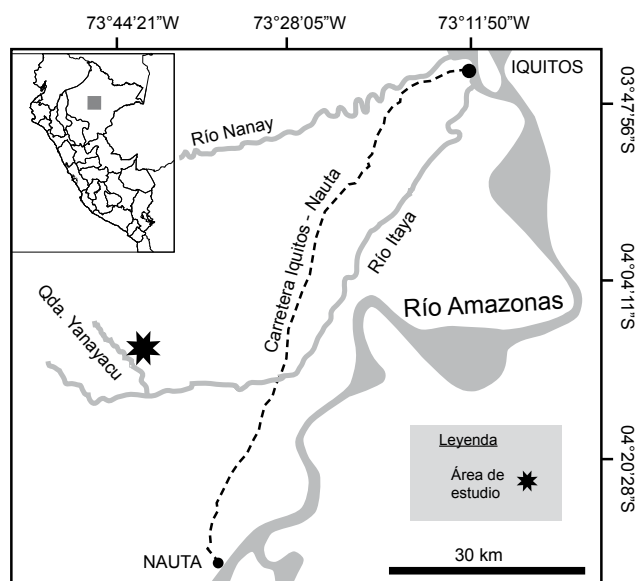 73°44'21”W 73°28'05”W 73°11'50”W
IQUITOS
03°47'56”S
Río Nanay
Carretera Iquitos - Nauta
Río Itaya
04°04'11”S
Río Amazonas
Qda. Yanayacu
Leyenda
Área de
estudio
04°20'28”S
NAUTA
30 km